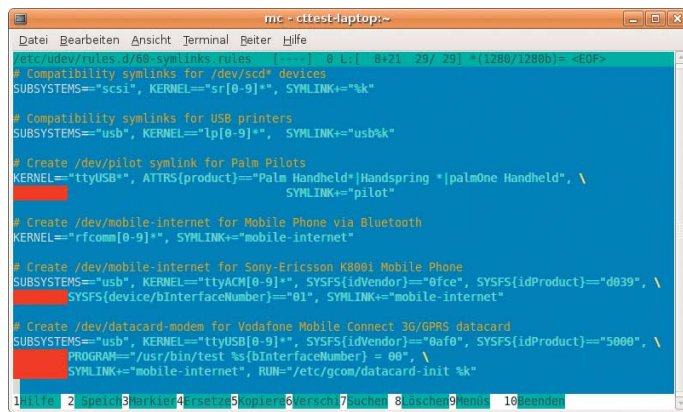 mc - cttest-laptop:~
Datei Bearbeiten Ansicht Terminal Reiter Hilfe
/etc/udev/rules.d/60-symlinks.rules [----] 0 L:[ 8+21 29/ 29] *(1280/1280b)= <EOF>
# Compatibility symlinks for /dev/scd* devices
SUBSYSTEMS=="scsi", KERNEL=="sr[0-9]*", SYMLINK+="%k"
# Compatibility symlinks for USB printers
SUBSYSTEMS=="usb", KERNEL=="lp[0-9]*", SYMLINK+="usb%k"
# Create /dev/pilot symlink for Palm Pilots
KERNEL=="ttyUSB*", ATTRS{product}=="Palm Handheld*|Handspring *|palmOne Handheld", \
SYMLINK+="pilot"
# Create /dev/mobile-internet for Mobile Phone via Bluetooth
KERNEL=="rfcomm[0-9]*", SYMLINK+="mobile-internet"
# Create /dev/mobile-internet for Sony-Ericsson K800i Mobile Phone
SUBSYSTEMS=="usb", KERNEL=="ttyACM[0-9]*", SYSFS{idVendor}=="0fce", SYSFS{idProduct}=="d039", \
SYSFS{device/bInterfaceNumber}=="01", SYMLINK+="mobile-internet"
# Create /dev/datacard-modem for Vodafone Mobile Connect 3G/GPRS datacard
SUBSYSTEMS=="usb", KERNEL=="ttyUSB[0-9]*", SYSFS{idVendor}=="0af0", SYSFS{idProduct}=="5000", \
PROGRAM=="/usr/bin/test %s{bInterfaceNumber} = 00", \
SYMLINK+="mobile-internet", RUN="/etc/gcom/datacard-init %k"
1Hilfe 2 Speich3Markier4Ersetze5Kopiere6Verschi7Suchen 8Löschen9Menüs 10Beenden